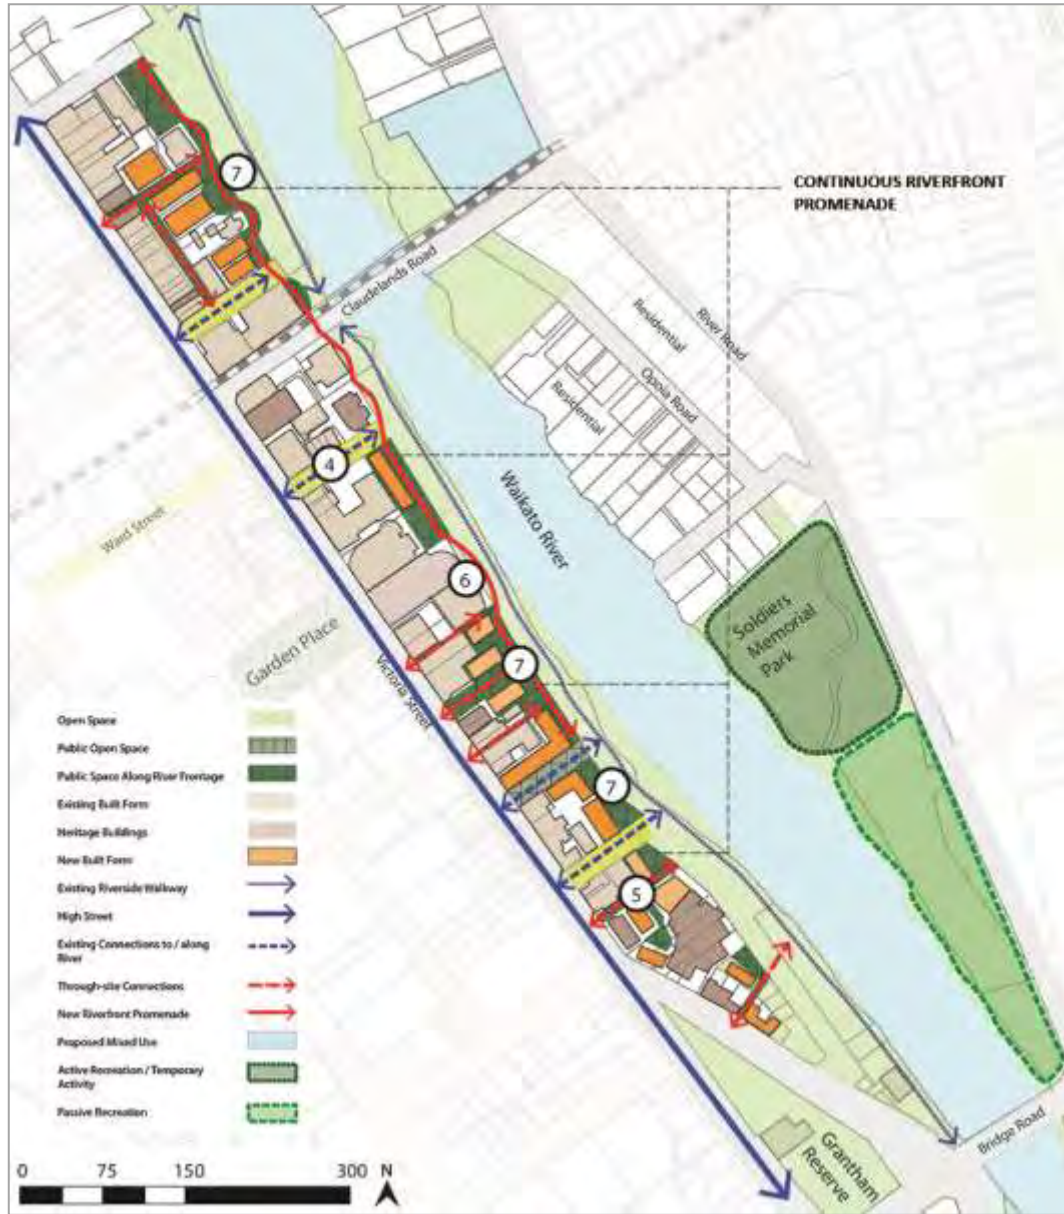 CONTINUOUS RIVERFRONT
PROMENADE
7
Claudelands Road
River Road
Residential
Opoia Road
Residential
4
Ward Street
Waikato River
6
Garden Place
Victoria Street
Soldiers
Memorial
Park
7
7
5
Open Space
Public Open Space
Public Space Along River Frontage
Existing Built Form
Heritage Buildings
New Built Form
Existing Riverside Walkway
High Street
Existing Connections to / along
River
Through-site Connections
New Riverfront Promenade
Proposed Mixed Use
Active Recreation / Temporary
Activity
Passive Recreation
Bridge Road
Grantham
Reserve
0 75 150 300 N